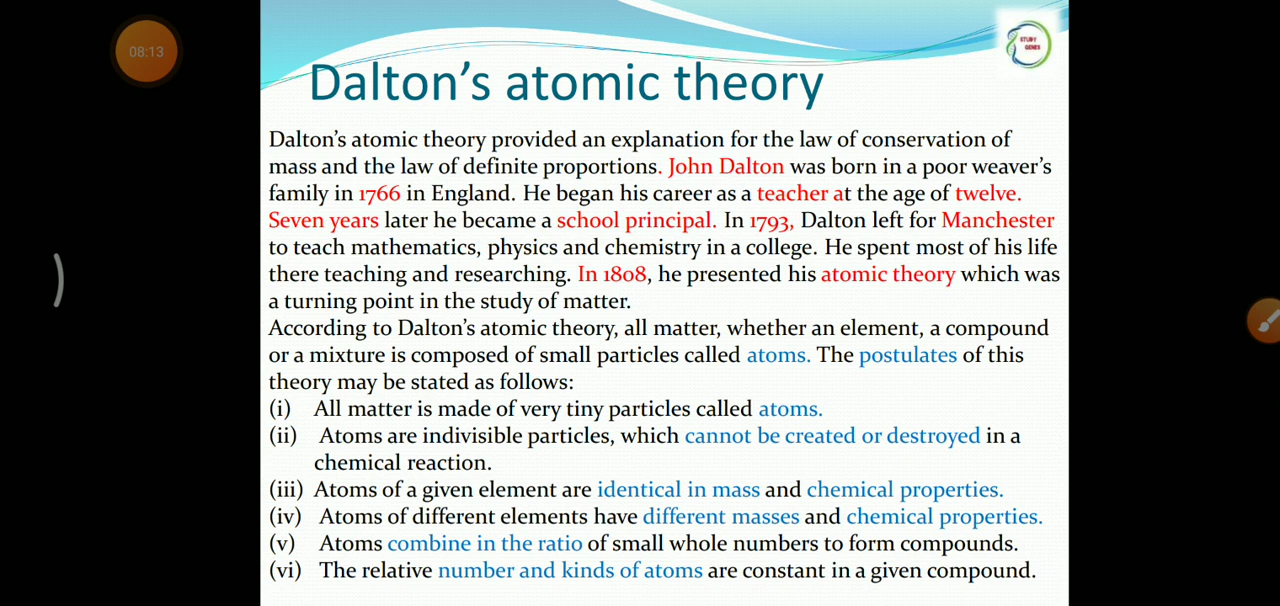 08:13
STUDY
GENES
Dalton's atomic theory
Dalton's atomic theory provided an explanation for the law of conservation of
mass and the law of definite proportions. John Dalton was born in a poor weaver's
family in 1766 in England. He began his career as a teacher at the age of twelve.
Seven years later he became a school principal. In 1793, Dalton left for Manchester
to teach mathematics, physics and chemistry in a college. He spent most of his life
there teaching and researching. In 1808, he presented his atomic theory which was
a turning point in the study of matter.
According to Dalton's atomic theory, all matter, whether an element, a compound
or a mixture is composed of small particles called atoms. The postulates of this
theory may be stated as follows:
(i) All matter is made of very tiny particles called atoms.
(ii) Atoms are indivisible particles, which cannot be created or destroyed in a
chemical reaction.
(iii) Atoms of a given element are identical in mass and chemical properties.
(iv) Atoms of different elements have different masses and chemical properties.
(v) Atoms combine in the ratio of small whole numbers to form compounds.
(vi) The relative number and kinds of atoms are constant in a given compound.